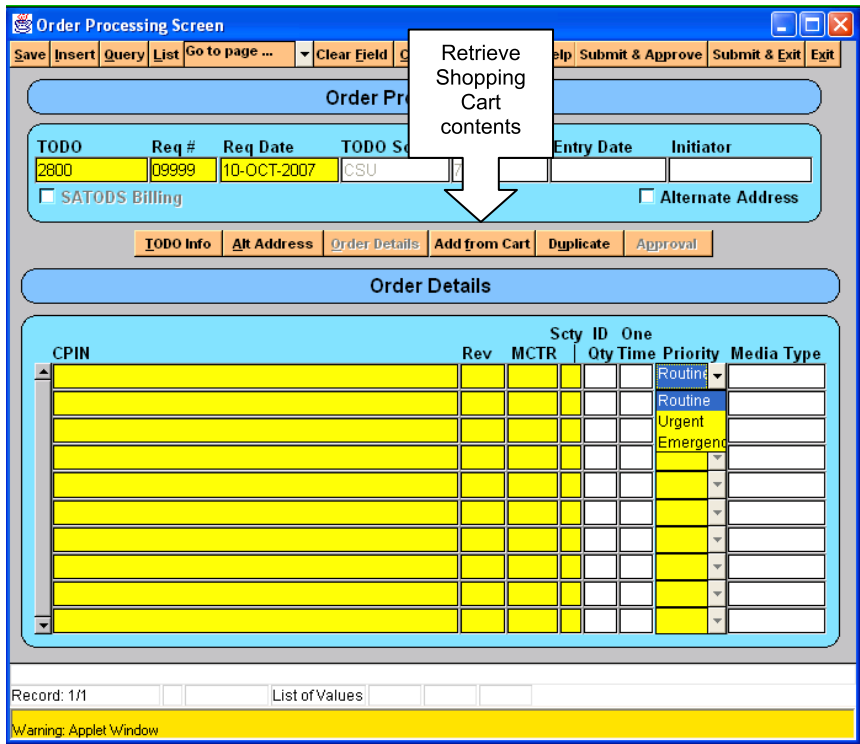 Order Processing Screen
Save Insert Query List Go to page ... Clear Field Submit & Approve Submit & Exit Exit
Retrieve
Shopping
Cart
contents
TODO Req # Req Date TODO Entry Date Initiator
2800 09999 10-OCT-2007 CSU
SATODS Billing Alternate Address
TODO Info Alt Address Order Details Add from Cart Duplicate Approval
Order Details
Scty ID One
CPIN Rev MCTR | Qty Time Priority Media Type
Routine
Routine
Urgent
Emergenc
Record: 1/1 List of Values
Warning: Applet Window